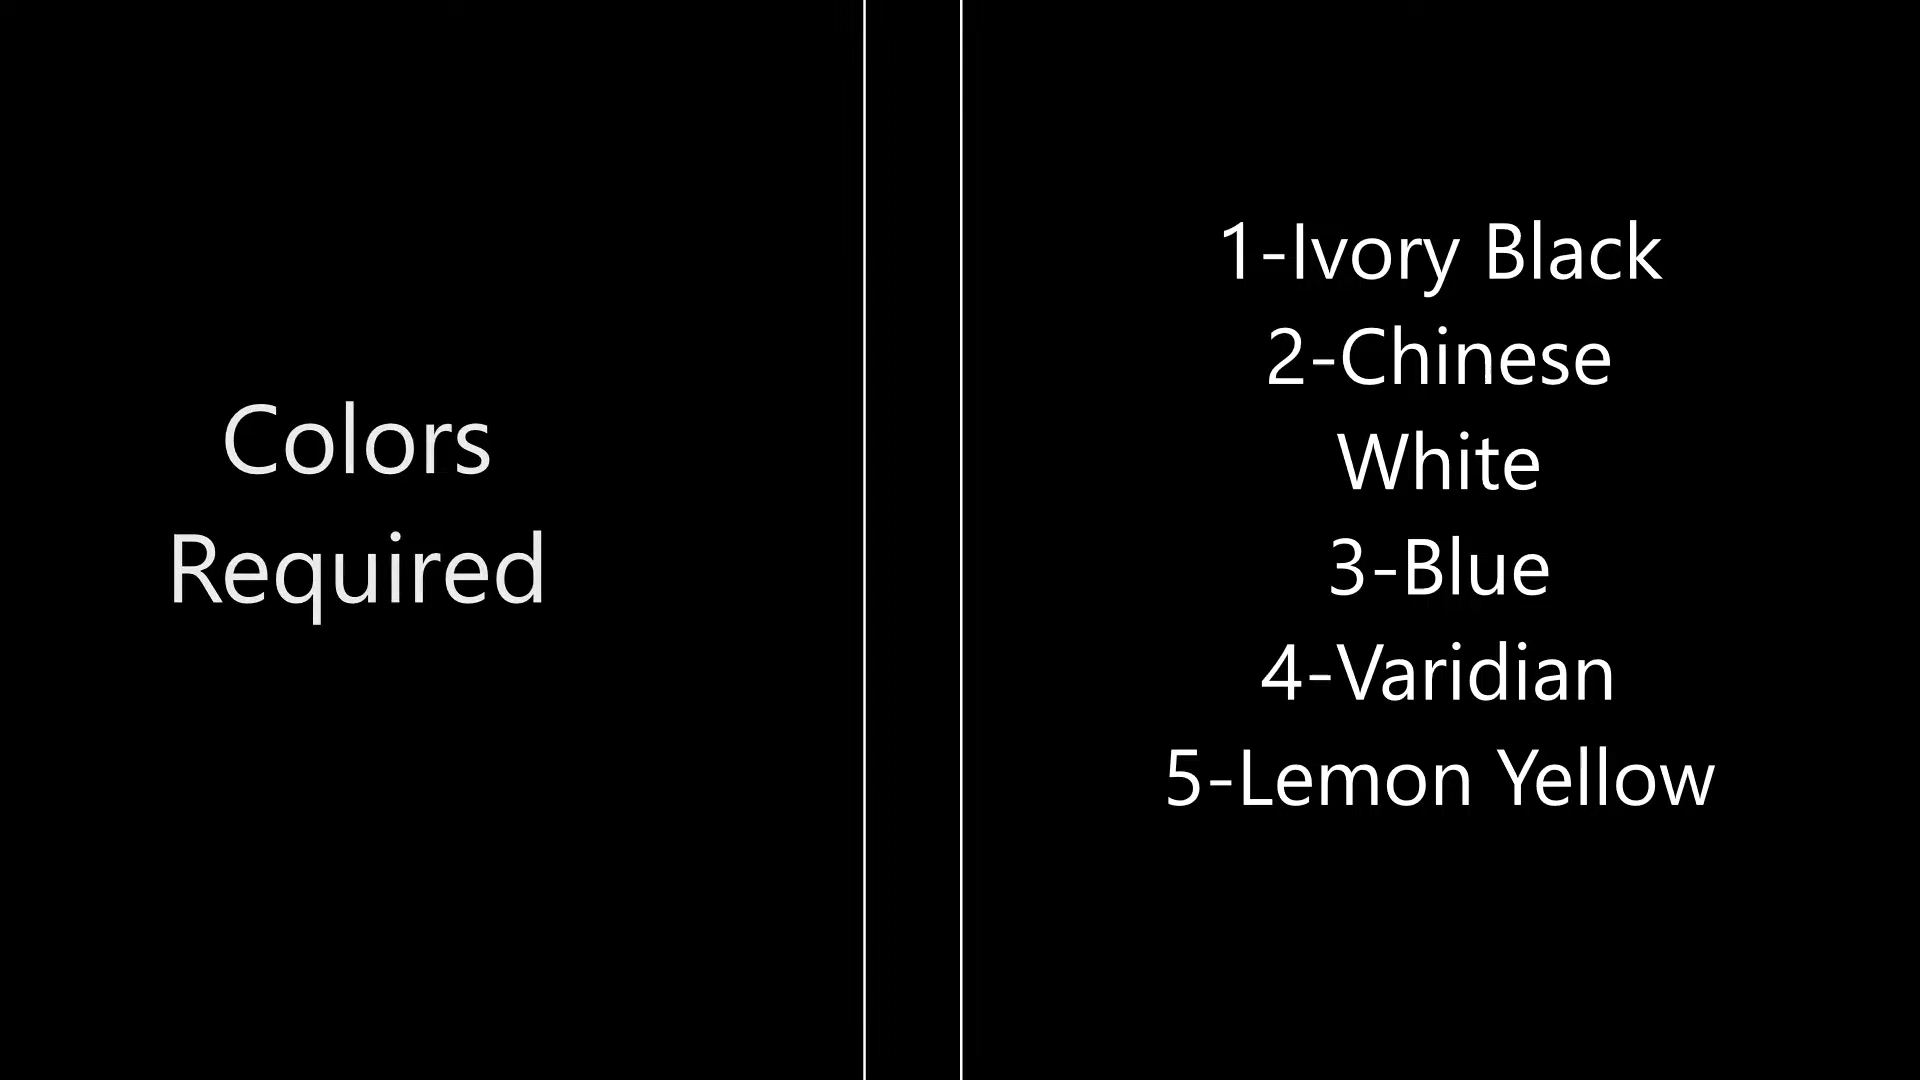 Colors
Required
1-Ivory Black
2-Chinese
White
3-Blue
4-Varidian
5-Lemon Yellow